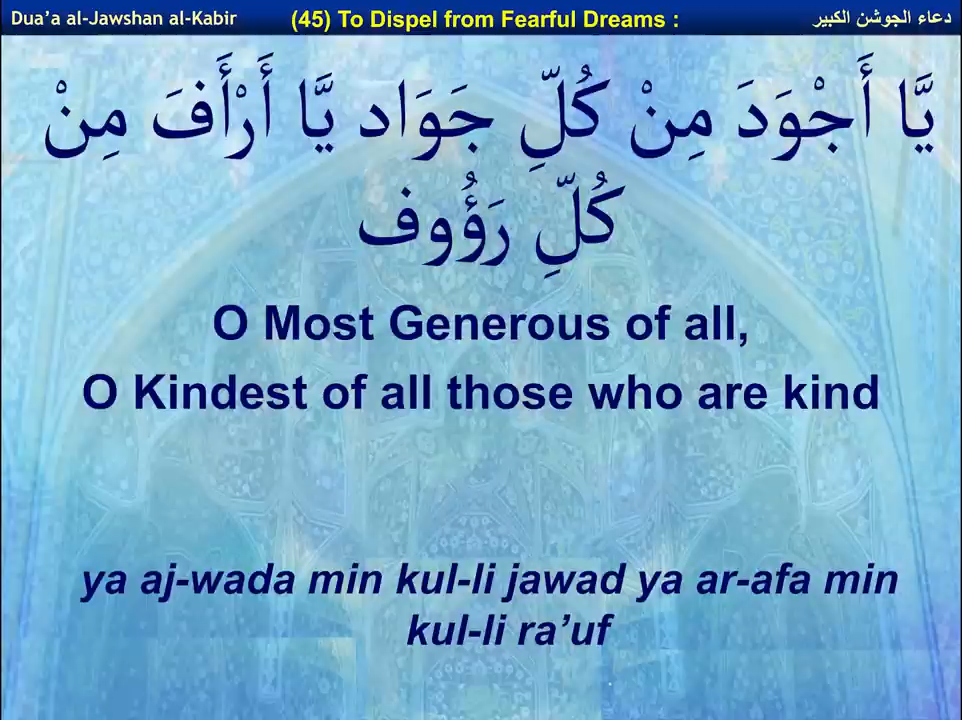 Dua’a al-Jawshan al-Kabir (45) To Dispel from Fearful Dreams : دعاء الجوشن الكبير
يَّا أَجْوَدَ مِنْ كُلِّ جَوَاد يَّا أَرْأَفَ مِنْ
كُلِّ رَؤُوف
O Most Generous of all,
O Kindest of all those who are kind
ya aj-wada min kul-li jawad ya ar-afa min
kul-li ra’uf